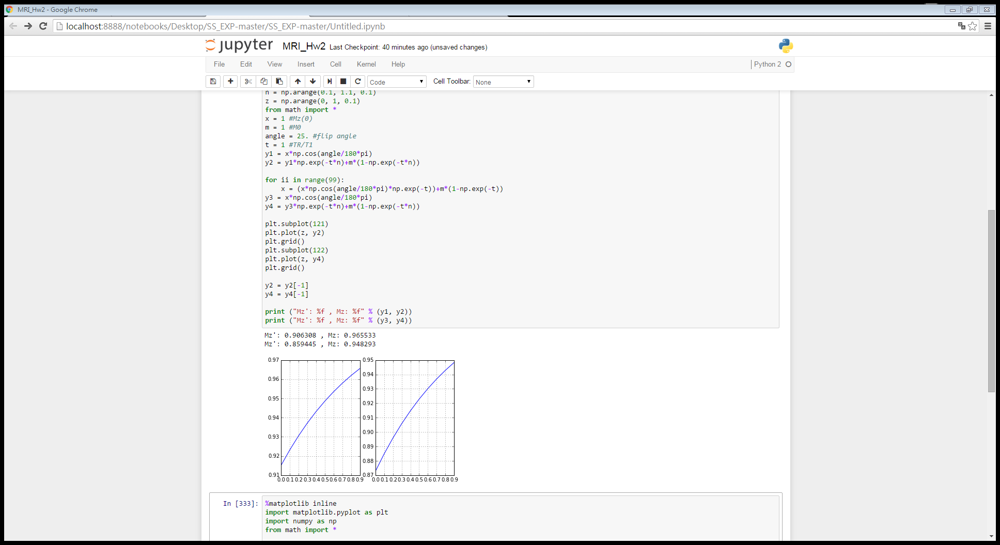 MRI_Hw2 - Google Chrome
localhost:8888/notebooks/Desktop/SS_EXP-master/SS_EXP-master/Untitled.ipynb
jupyter MRI_Hw2 Last Checkpoint: 40 minutes ago (unsaved changes)
File Edit View Insert Cell Kernel Help Python 2
Code Cell Toolbar: None
n = np.arange(0.1, 1.1, 0.1)
z = np.arange(0, 1, 0.1)
from math import *
x = 1 #Mz(0)
m = 1 #M0
angle = 25. #flip angle
t = 1 #TR/T1
y1 = x*np.cos(angle/180*pi)
y2 = y1*np.exp(-t*n)+m*(1-np.exp(-t*n))
for ii in range(99):
    x = (x*np.cos(angle/180*pi)*np.exp(-t))+m*(1-np.exp(-t))
y3 = x*np.cos(angle/180*pi)
y4 = y3*np.exp(-t*n)+m*(1-np.exp(-t*n))
plt.subplot(121)
plt.plot(z, y2)
plt.grid()
plt.subplot(122)
plt.plot(z, y4)
plt.grid()
y2 = y2[-1]
y4 = y4[-1]
print ("Mz': %f , Mz: %f" % (y1, y2))
print ("Mz': %f , Mz: %f" % (y3, y4))
Mz': 0.906308 , Mz: 0.965533
Mz': 0.859445 , Mz: 0.948293
0.97
0.96
0.95
0.94
0.93
0.92
0.91
0.0 0.1 0.2 0.3 0.4 0.5 0.6 0.7 0.8 0.9
0.95
0.94
0.93
0.92
0.91
0.90
0.89
0.88
0.87
0.0 0.1 0.2 0.3 0.4 0.5 0.6 0.7 0.8 0.9
In [333]: %matplotlib inline
import matplotlib.pyplot as plt
import numpy as np
from math import *